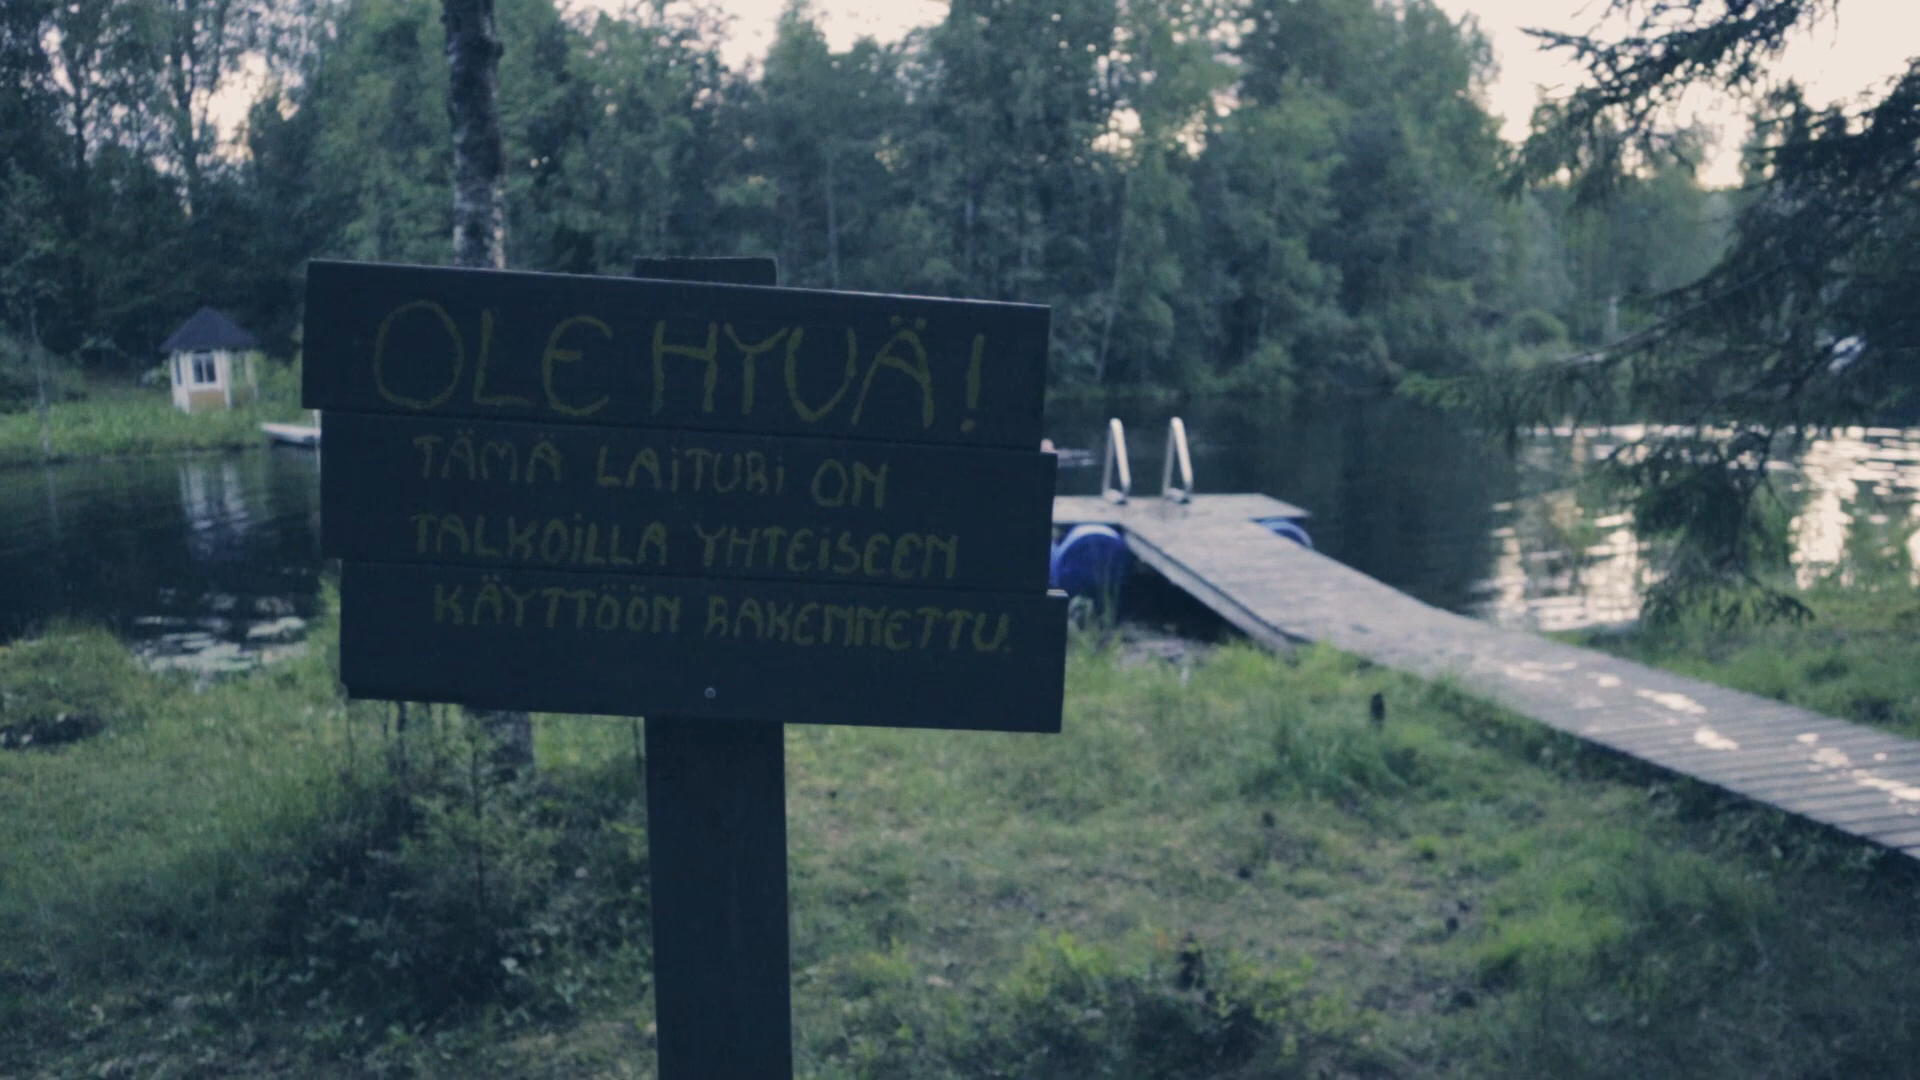 OLE HYVÄ!
TÄMÄ LAiTURi ON
TALKOiLLA YHTEiSEEN
KÄYTTÖÖN RAKENNETTU.